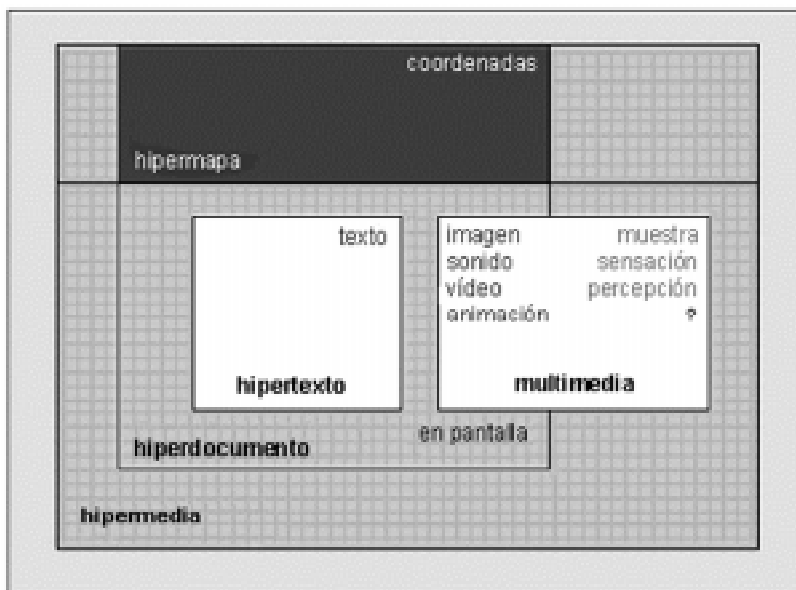 coordenadas
hipermapa
texto
hipertexto
imagen muestra
sonido sensación
vídeo percepción
animación ?
multimedia
en pantalla
hiperdocumento
hipermedia